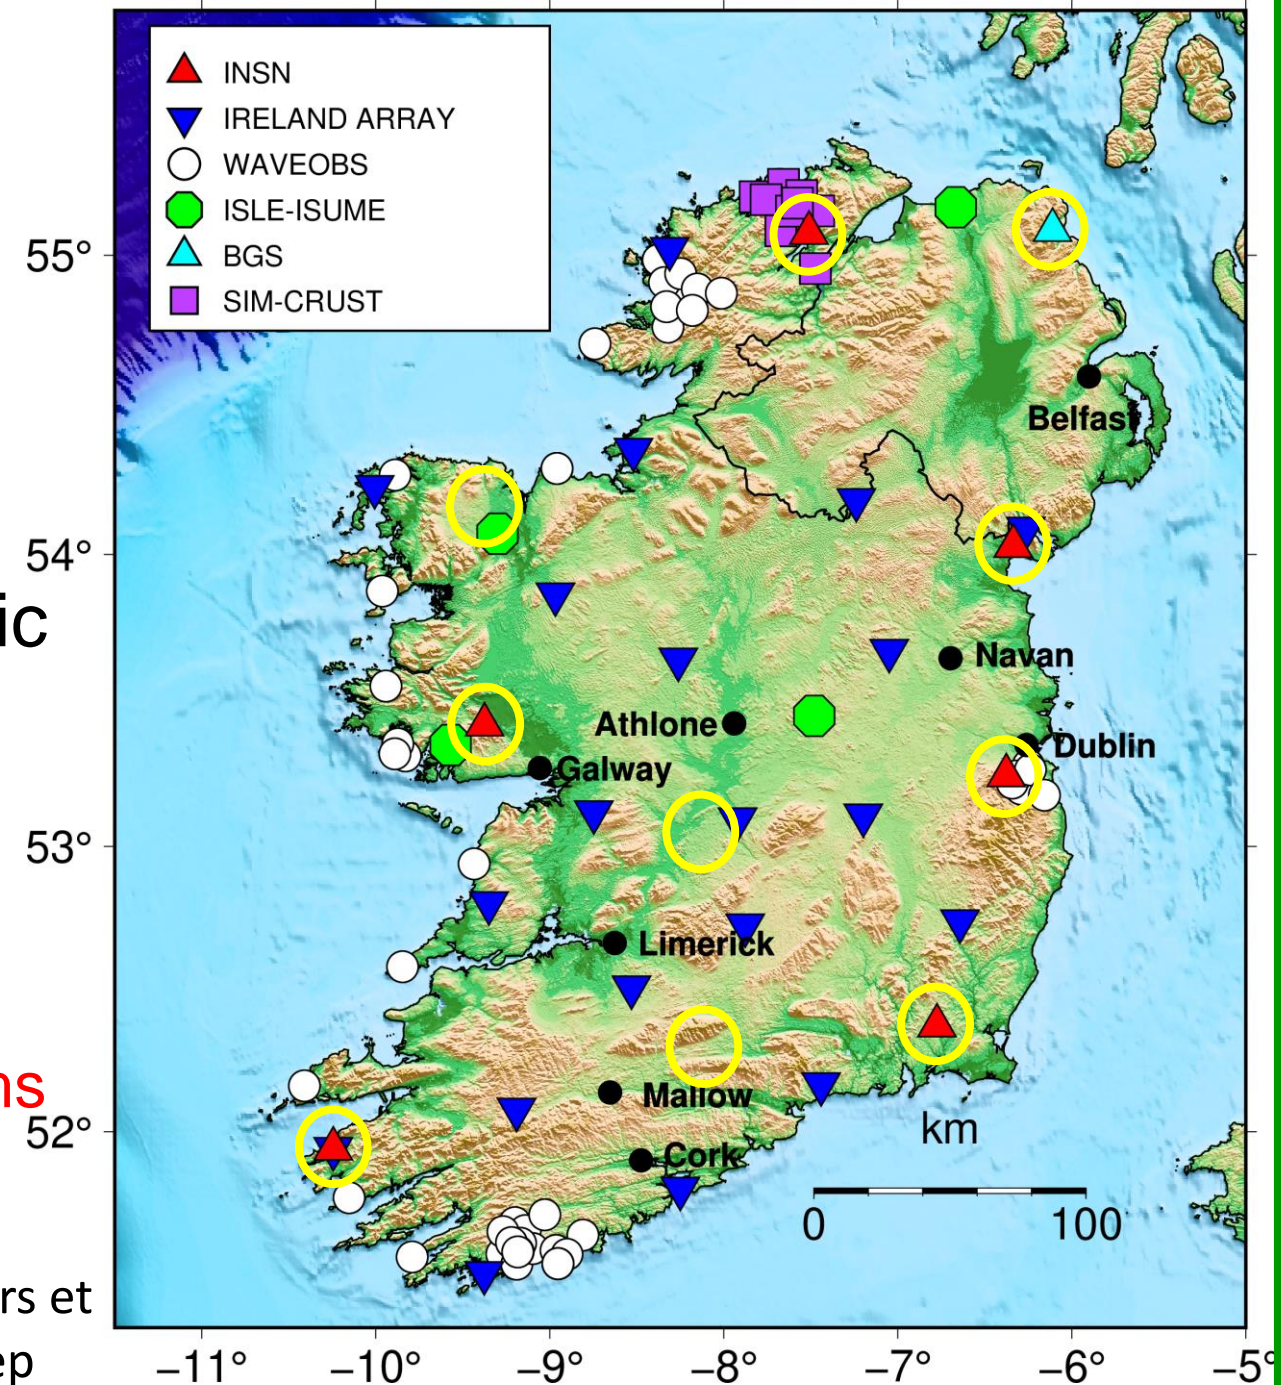 INSN
IRELAND ARRAY
WAVEOBS
ISLE-ISUME
BGS
SIM-CRUST
55°
Belfast
54°
ic
Navan
Athlone
Dublin
Galway
53°
Limerick
ns
Mallow
km
52°
Cork
0 100
rs et
ep
−11° −10° −9° −8° −7° −6° −5°